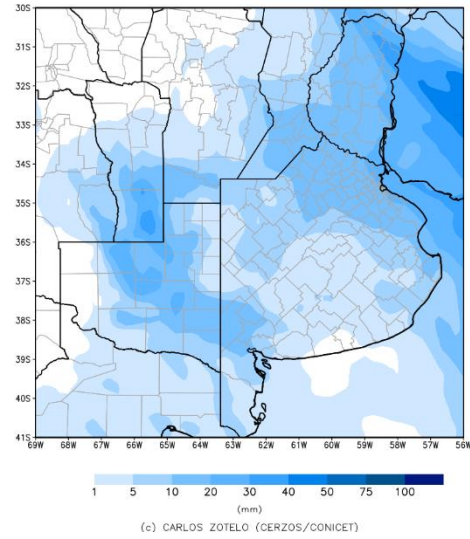 30S
31S
32S
33S
34S
35S
36S
37S
38S
39S
40S
41S
69W 68W 67W 66W 65W 64W 63W 62W 61W 60W 59W 58W 57W 56W
1 5 10 20 30 40 50 75 100
(mm)
(c) CARLOS ZOTELO (CERZOS/CONICET)